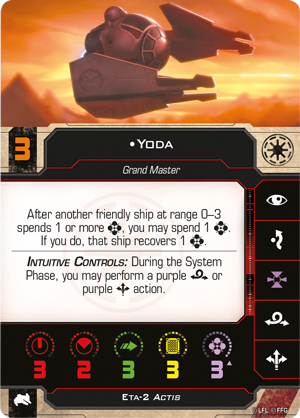 3
•Yoda
Grand Master
After another friendly ship at range 0–3
spends 1 or more , you may spend 1 .
If you do, that ship recovers 1 .
Intuitive Controls: During the System
Phase, you may perform a purple or
purple action.
3 2 3 3 3
Eta-2 Actis
© LFL © FFG